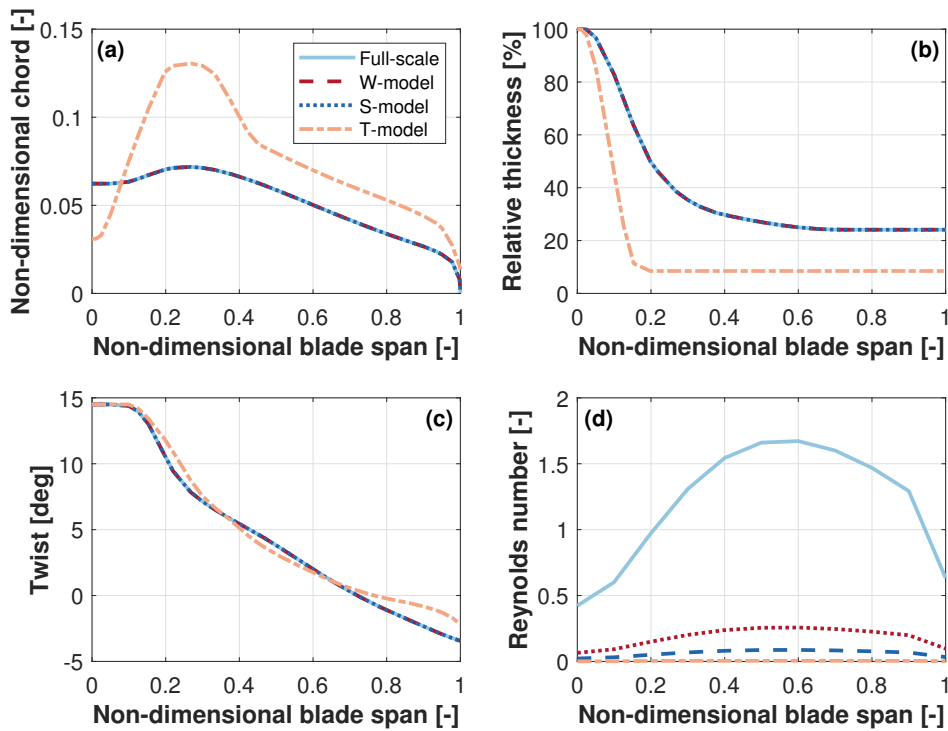 (a)
Non-dimensional chord [-]
0.15
0.1
0.05
0
0 0.2 0.4 0.6 0.8 1
Non-dimensional blade span [-]
Full-scale
W-model
S-model
T-model
(b)
Relative thickness [%]
100
80
60
40
20
0
0 0.2 0.4 0.6 0.8 1
Non-dimensional blade span [-]
(c)
Twist [deg]
15
10
5
0
-5
0 0.2 0.4 0.6 0.8 1
Non-dimensional blade span [-]
(d)
Reynolds number [-]
2
1.5
1
0.5
0
0 0.2 0.4 0.6 0.8 1
Non-dimensional blade span [-]